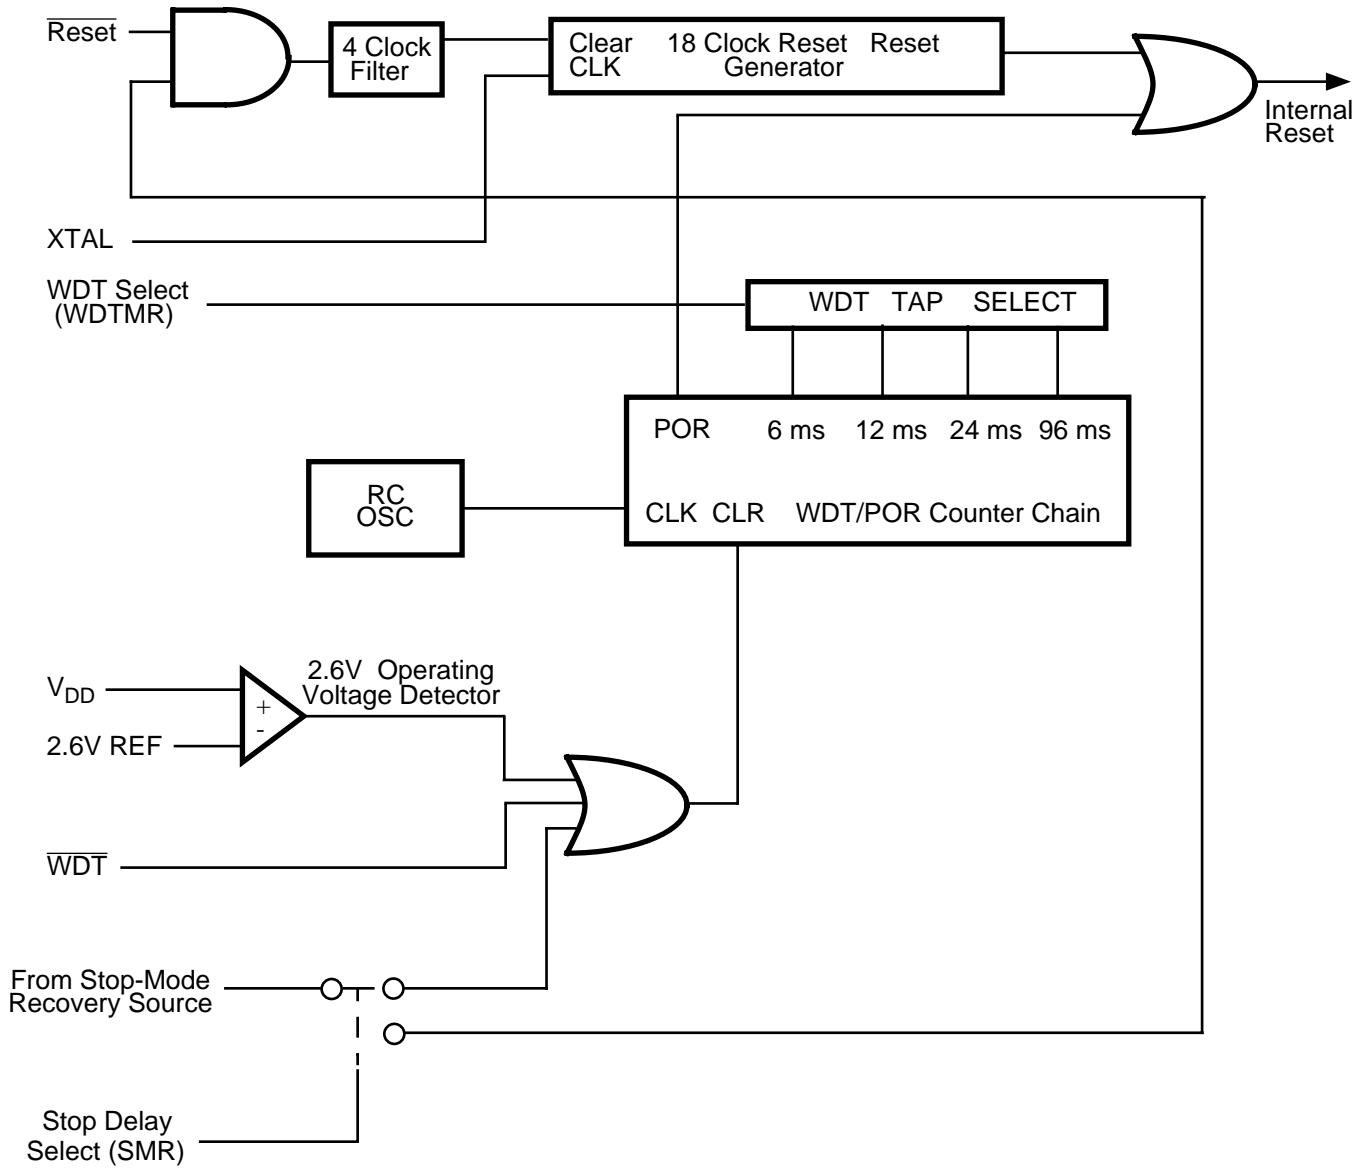 Reset
4 Clock
Filter
Clear 18 Clock Reset Reset
CLK Generator
Internal
Reset
XTAL
WDT Select
(WDTMR)
WDT TAP SELECT
POR 6 ms 12 ms 24 ms 96 ms
RC
OSC
CLK CLR WDT/POR Counter Chain
2.6V Operating
Voltage Detector
VDD
+
-
2.6V REF
WDT
From Stop-Mode
Recovery Source
Stop Delay
Select (SMR)